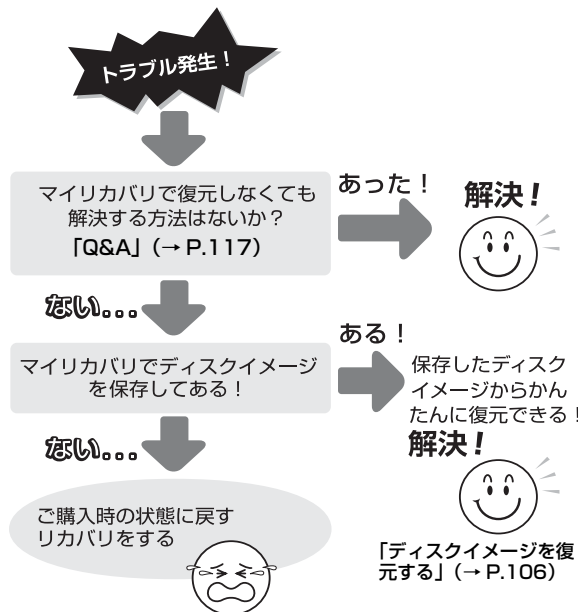 トラブル発生！
マイリカバリで復元しなくても
解決する方法はないか？
「Q&A」（→ P.117）
あった！
解決！
ない...
マイリカバリでディスクイメージ
を保存してある！
ある！
保存したディスク
イメージからかん
たんに復元できる！
解決！
「ディスクイメージを復
元する」（→ P.106）
ない...
ご購入時の状態に戻す
リカバリをする